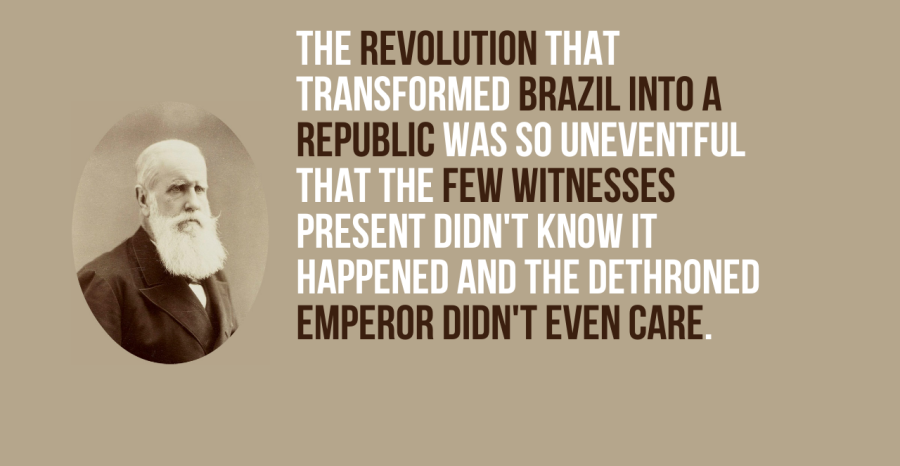 THE REVOLUTION THAT
TRANSFORMED BRAZIL INTO A
REPUBLIC WAS SO UNEVENTFUL
THAT THE FEW WITNESSES
PRESENT DIDN'T KNOW IT
HAPPENED AND THE DETHRONED
EMPEROR DIDN'T EVEN CARE.